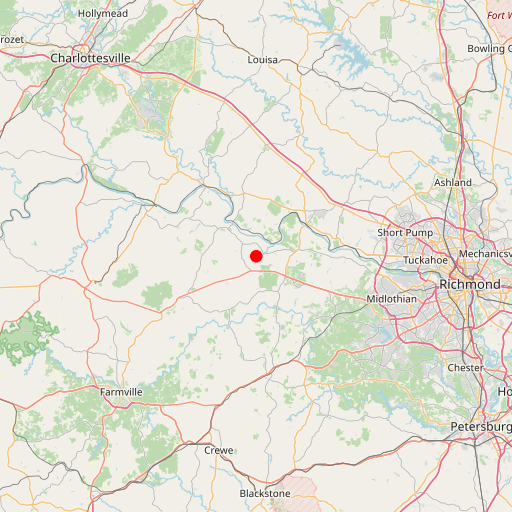 Hollymead
Fort W
rozet
Bowling G
Charlottesville
Louisa
Ashland
Short Pump
Tuckahoe
Mechanicsv
Richmond
Midlothian
Chester
Farmville
Ho
Petersburg
Crewe
Blackstone